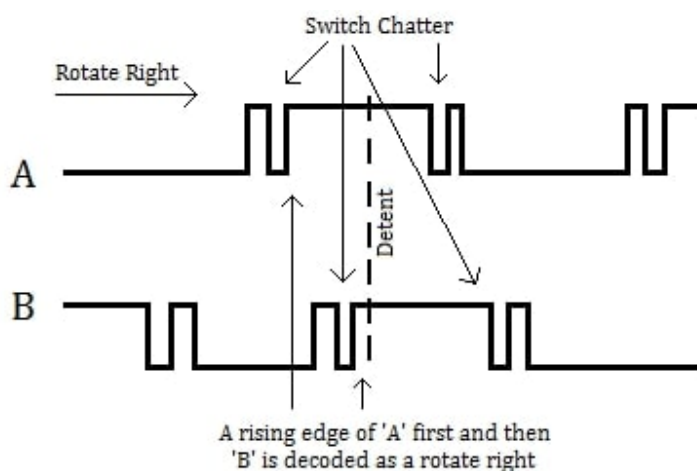 Switch Chatter
Rotate Right
A
Detent
B
A rising edge of 'A' first and then
'B' is decoded as a rotate right